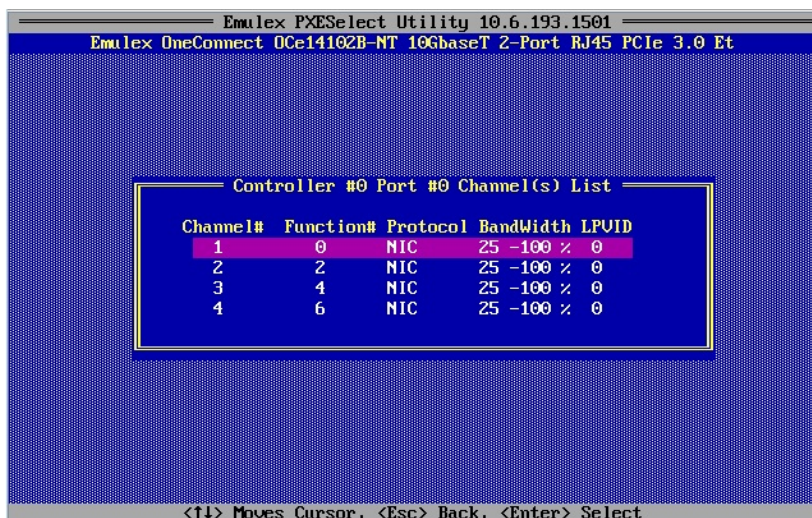 Emulex PXESelect Utility 10.6.193.1501
Emulex OneConnect OCe14102B-NT 10GbaseT 2-Port RJ45 PCIe 3.0 Et
Controller #0 Port #0 Channel(s) List
Channel# Function# Protocol BandWidth LPVID
1 0 NIC 25 -100 % 0
2 2 NIC 25 -100 % 0
3 4 NIC 25 -100 % 0
4 6 NIC 25 -100 % 0
<↑↓> Moves Cursor, <Esc> Back, <Enter> Select